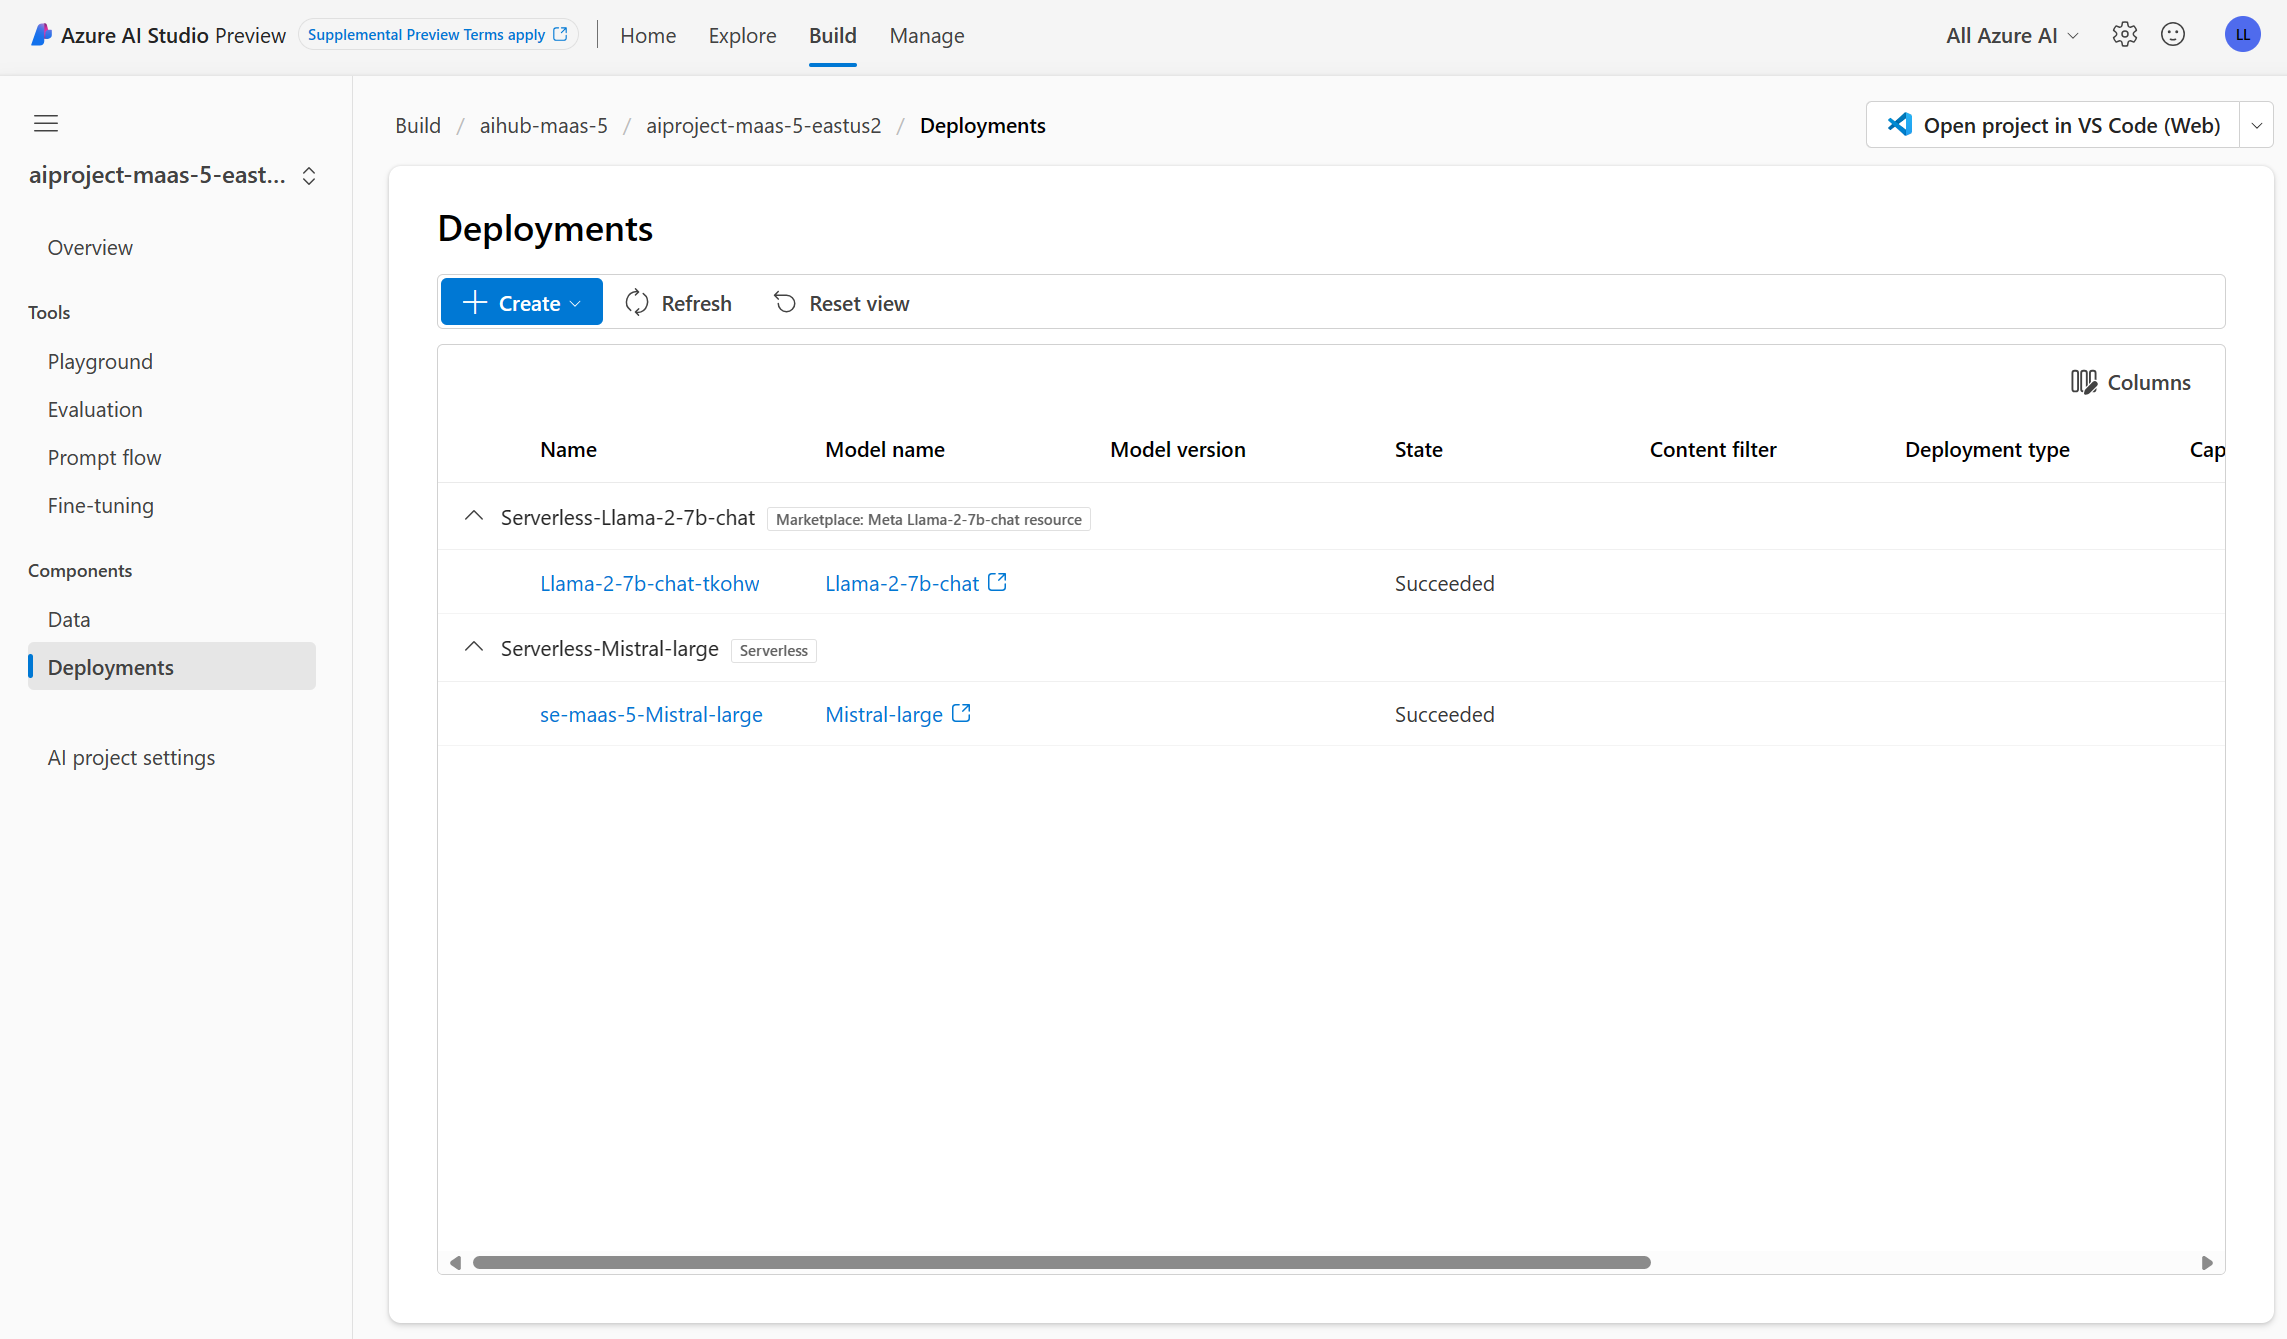 Azure AI Studio Preview Supplemental Preview Terms apply Home Explore Build Manage All Azure AI LL
Build / aihub-maas-5 / aiproject-maas-5-eastus2 / Deployments Open project in VS Code (Web)
aiproject-maas-5-east...
Overview
Tools
Playground
Evaluation
Prompt flow
Fine-tuning
Components
Data
Deployments
AI project settings
Deployments
Create Refresh Reset view
Columns
Name Model name Model version State Content filter Deployment type Cap
Serverless-Llama-2-7b-chat Marketplace: Meta Llama-2-7b-chat resource
Llama-2-7b-chat-tkohw Llama-2-7b-chat Succeeded
Serverless-Mistral-large Serverless
se-maas-5-Mistral-large Mistral-large Succeeded